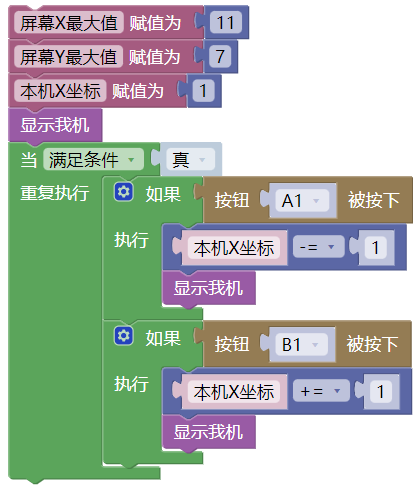 屏幕X最大值 赋值为 11
屏幕Y最大值 赋值为 7
本机X坐标 赋值为 1
显示我机
当 满足条件 真
重复执行 如果 按钮 A1 被按下
执行 本机X坐标 -= 1
显示我机
如果 按钮 B1 被按下
执行 本机X坐标 += 1
显示我机